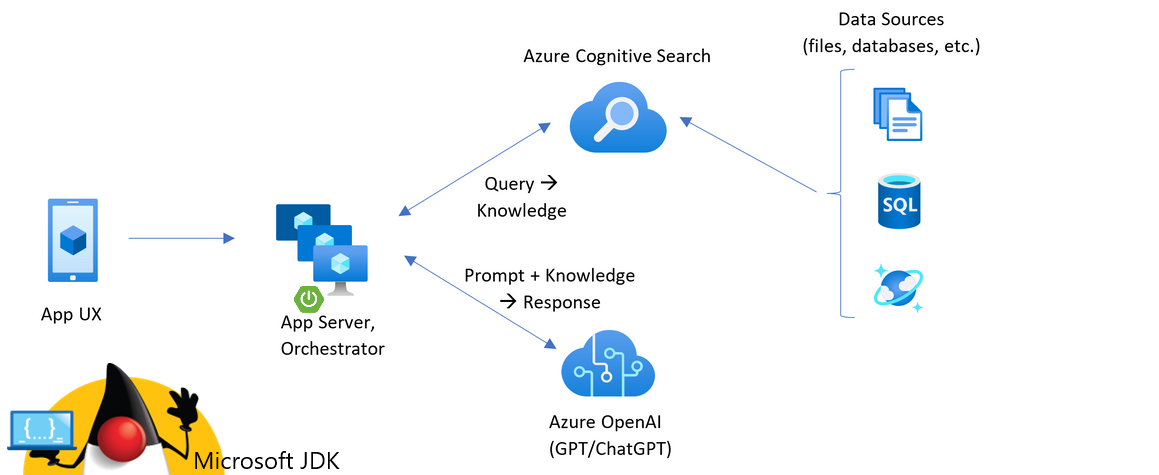 Data Sources
(files, databases, etc.)
Azure Cognitive Search
Query →
Knowledge
SQL
Prompt + Knowledge
→ Response
App UX
App Server,
Orchestrator
Azure OpenAI
(GPT/ChatGPT)
{...}
Microsoft JDK